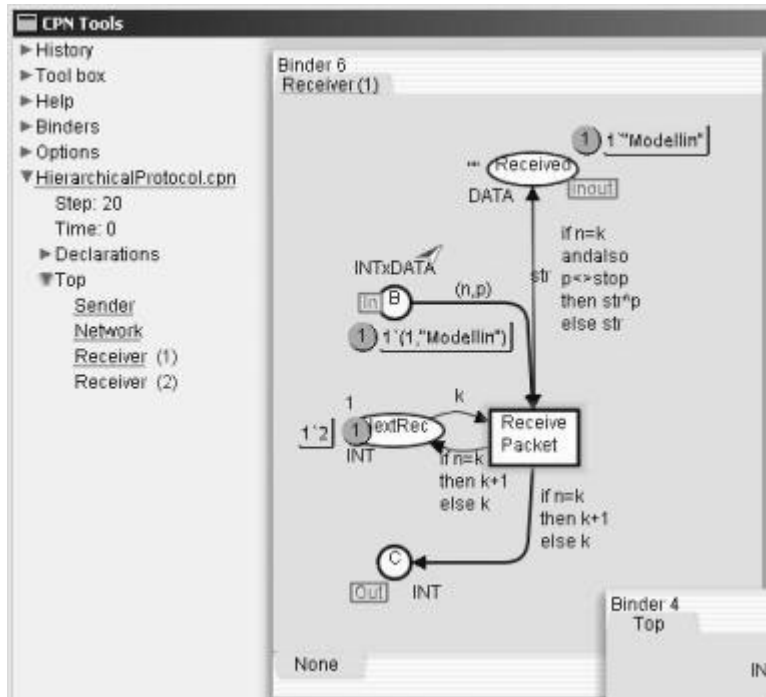 CPN Tools
History
Tool box
Help
Binders
Options
HierarchicalProtocol.cpn
Step: 20
Time: 0
Declarations
Top
Sender
Network
Receiver (1)
Receiver (2)
Binder 6
Receiver (1)
1 1`"Modellin"
Received
DATA
Inout
if n=k
andalso
p<>stop
then str^p
else str
str
INTxDATA
In B
(n,p)
1 1`(1,"Modellin")
k
1
1`2 1 extRec
INT
Receive
Packet
if n=k
then k+1
else k
if n=k
then k+1
else k
C
Out INT
None
Binder 4
Top
IN